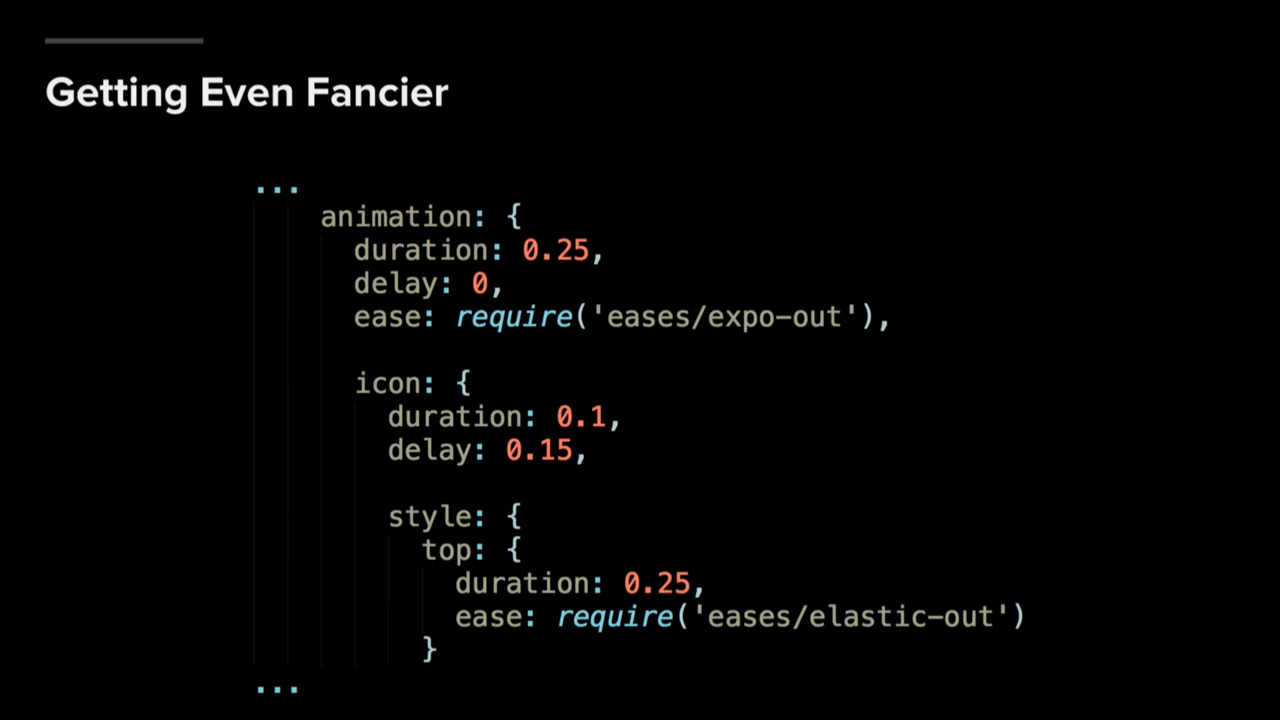 Getting Even Fancier
...
animation: {
duration: 0.25,
delay: 0,
ease: require('eases/expo-out'),
icon: {
duration: 0.1,
delay: 0.15,
style: {
top: {
duration: 0.25,
ease: require('eases/elastic-out')
}
...